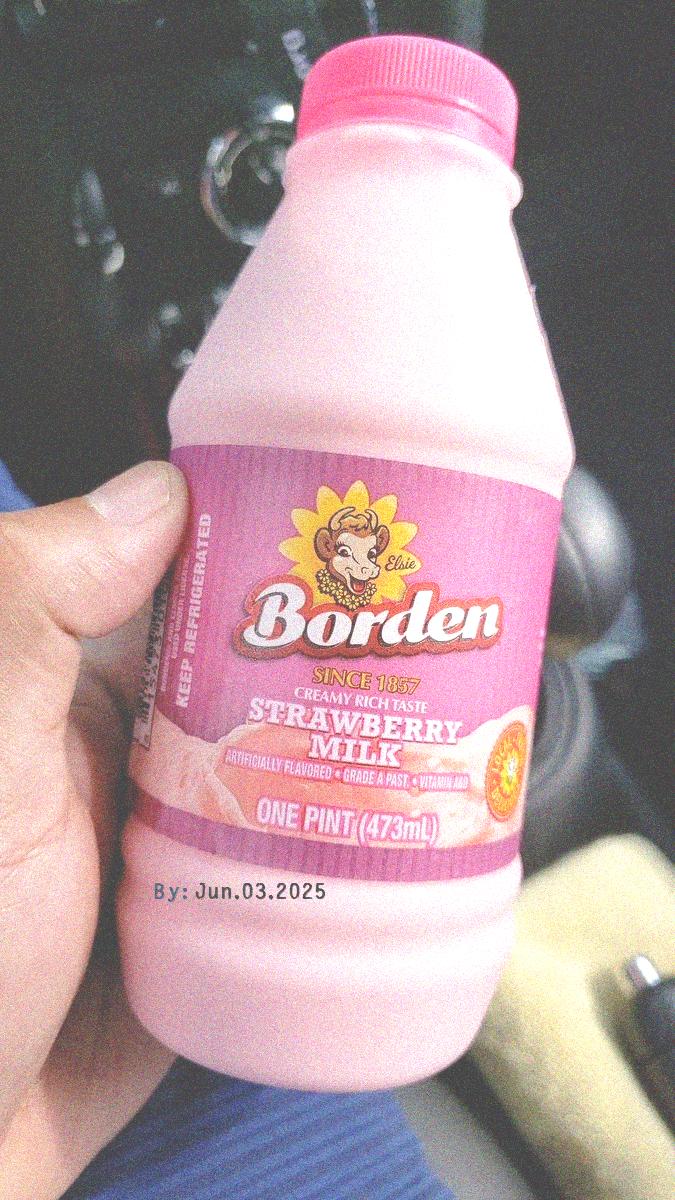 Elsie
Borden
SINCE 1857
CREAMY RICH TASTE
STRAWBERRY
MILK
ARTIFICIALLY FLAVORED • GRADE A PAST. • VITAMIN A&D
ONE PINT (473mL)
KEEP REFRIGERATED
By: Jun.03.2025